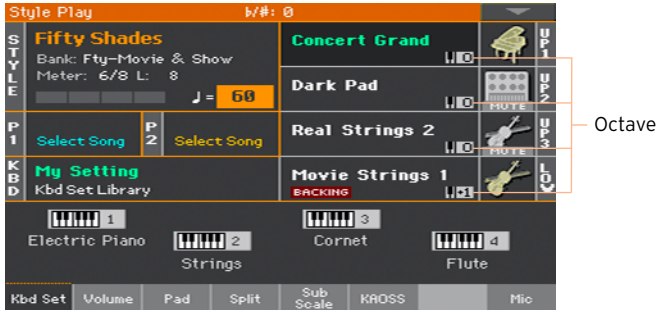 Style Play ♭/#: 0
STYLE
Fifty Shades
Bank: Fty-Movie & Show
Meter: 6/8 L: 8
♩ = 60
P1 Select Song
P2 Select Song
KBD
My Setting
Kbd Set Library
Concert Grand
0
UP1
Dark Pad
0
MUTE
UP2
Real Strings 2
0
MUTE
UP3
Movie Strings 1
BACKING
+1
LOW
Octave
1
Electric Piano
2
Strings
3
Cornet
4
Flute
Kbd Set Volume Pad Split Sub Scale KAOSS Mic